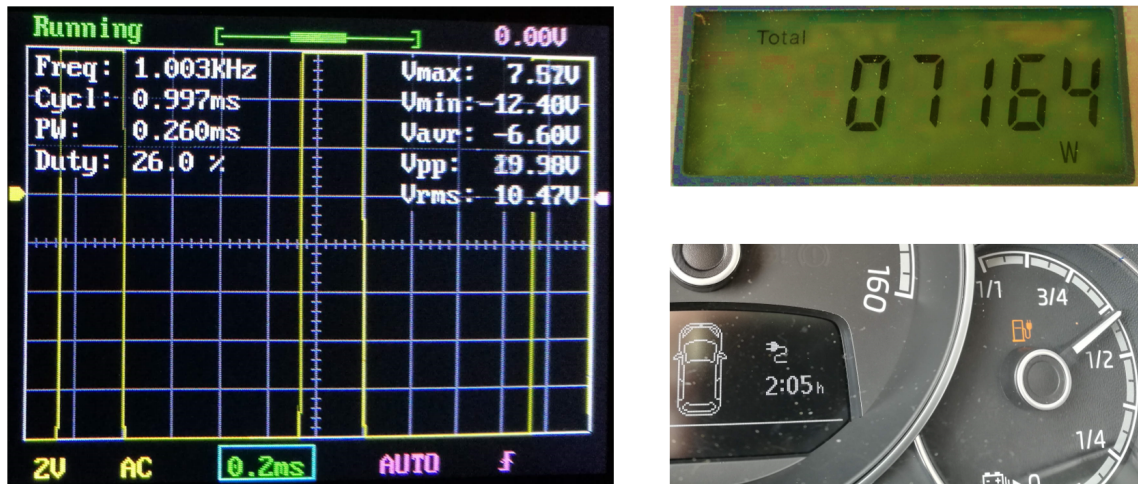 Running
0.00V
Freq: 1.003KHz
Vmax: 7.57V
Cycl: 0.997ms
Vmin:-12.40V
PW: 0.260ms
Vavr: -6.60V
Duty: 26.0 %
Vpp: 19.98V
Vrms: 10.47V
2V AC 0.2ms AUTO
Total
07164
W
160
2:05h
1/1
3/4
1/2
1/4
0